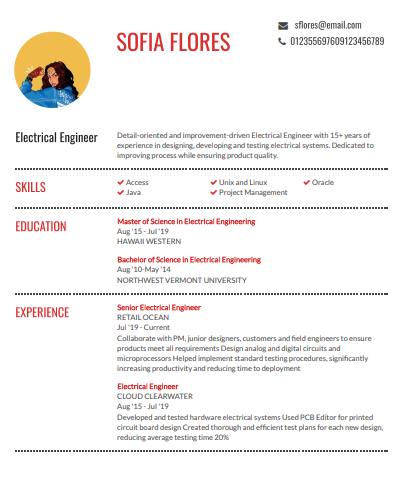 SOFIA FLORES
sflores@email.com
012355697609123456789
Electrical Engineer
Detail-oriented and improvement-driven Electrical Engineer with 15+ years of
experience in designing, developing and testing electrical systems. Dedicated to
improving process while ensuring product quality.
SKILLS
Access
Unix and Linux
Oracle
Java
Project Management
EDUCATION
Master of Science in Electrical Engineering
Aug '15 - Jul '19
HAWAII WESTERN
Bachelor of Science in Electrical Engineering
Aug '10-May '14
NORTHWEST VERMONT UNIVERSITY
EXPERIENCE
Senior Electrical Engineer
RETAIL OCEAN
Jul '19 - Current
Collaborate with PM, junior designers, customers and field engineers to ensure
products meet all requirements Design analog and digital circuits and
microprocessors Helped implement standard testing procedures, significantly
increasing productivity and reducing time to deployment
Electrical Engineer
CLOUD CLEARWATER
Aug '15 - Jul '19
Developed and tested hardware electrical systems Used PCB Editor for printed
circuit board design Created thorough and efficient test plans for each new design,
reducing average testing time 20%